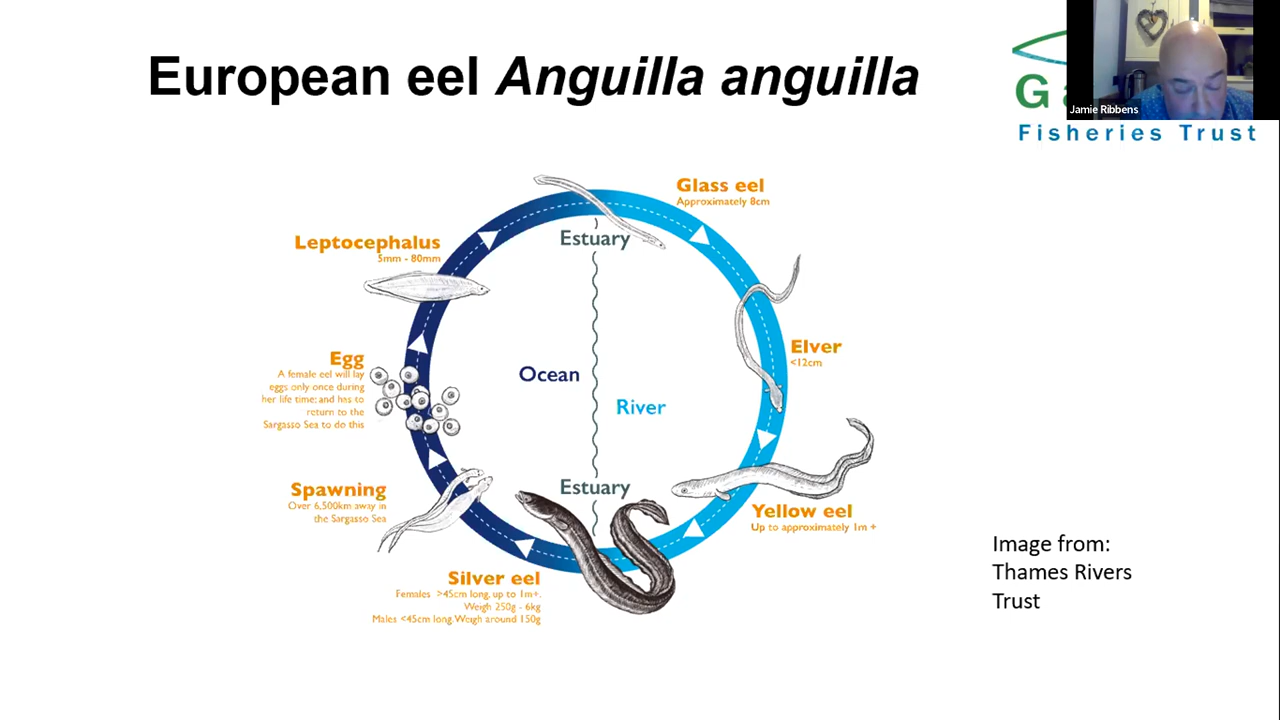 European eel Anguilla anguilla
Jamie Ribbens
Fisheries Trust
Glass eel
Approximately 8cm
Estuary
Leptocephalus
5mm - 80mm
Elver
<12cm
Egg
A female eel will lay
eggs only once during
her life time: and has to
return to the
Sargasso Sea to do this
Ocean
River
Estuary
Spawning
Over 6,500km away in
the Sargasso Sea
Yellow eel
Up to approximately 1m +
Silver eel
Females >45cm long, up to 1m+.
Weigh 250g - 6kg
Males <45cm long. Weigh around 150g
Image from:
Thames Rivers
Trust